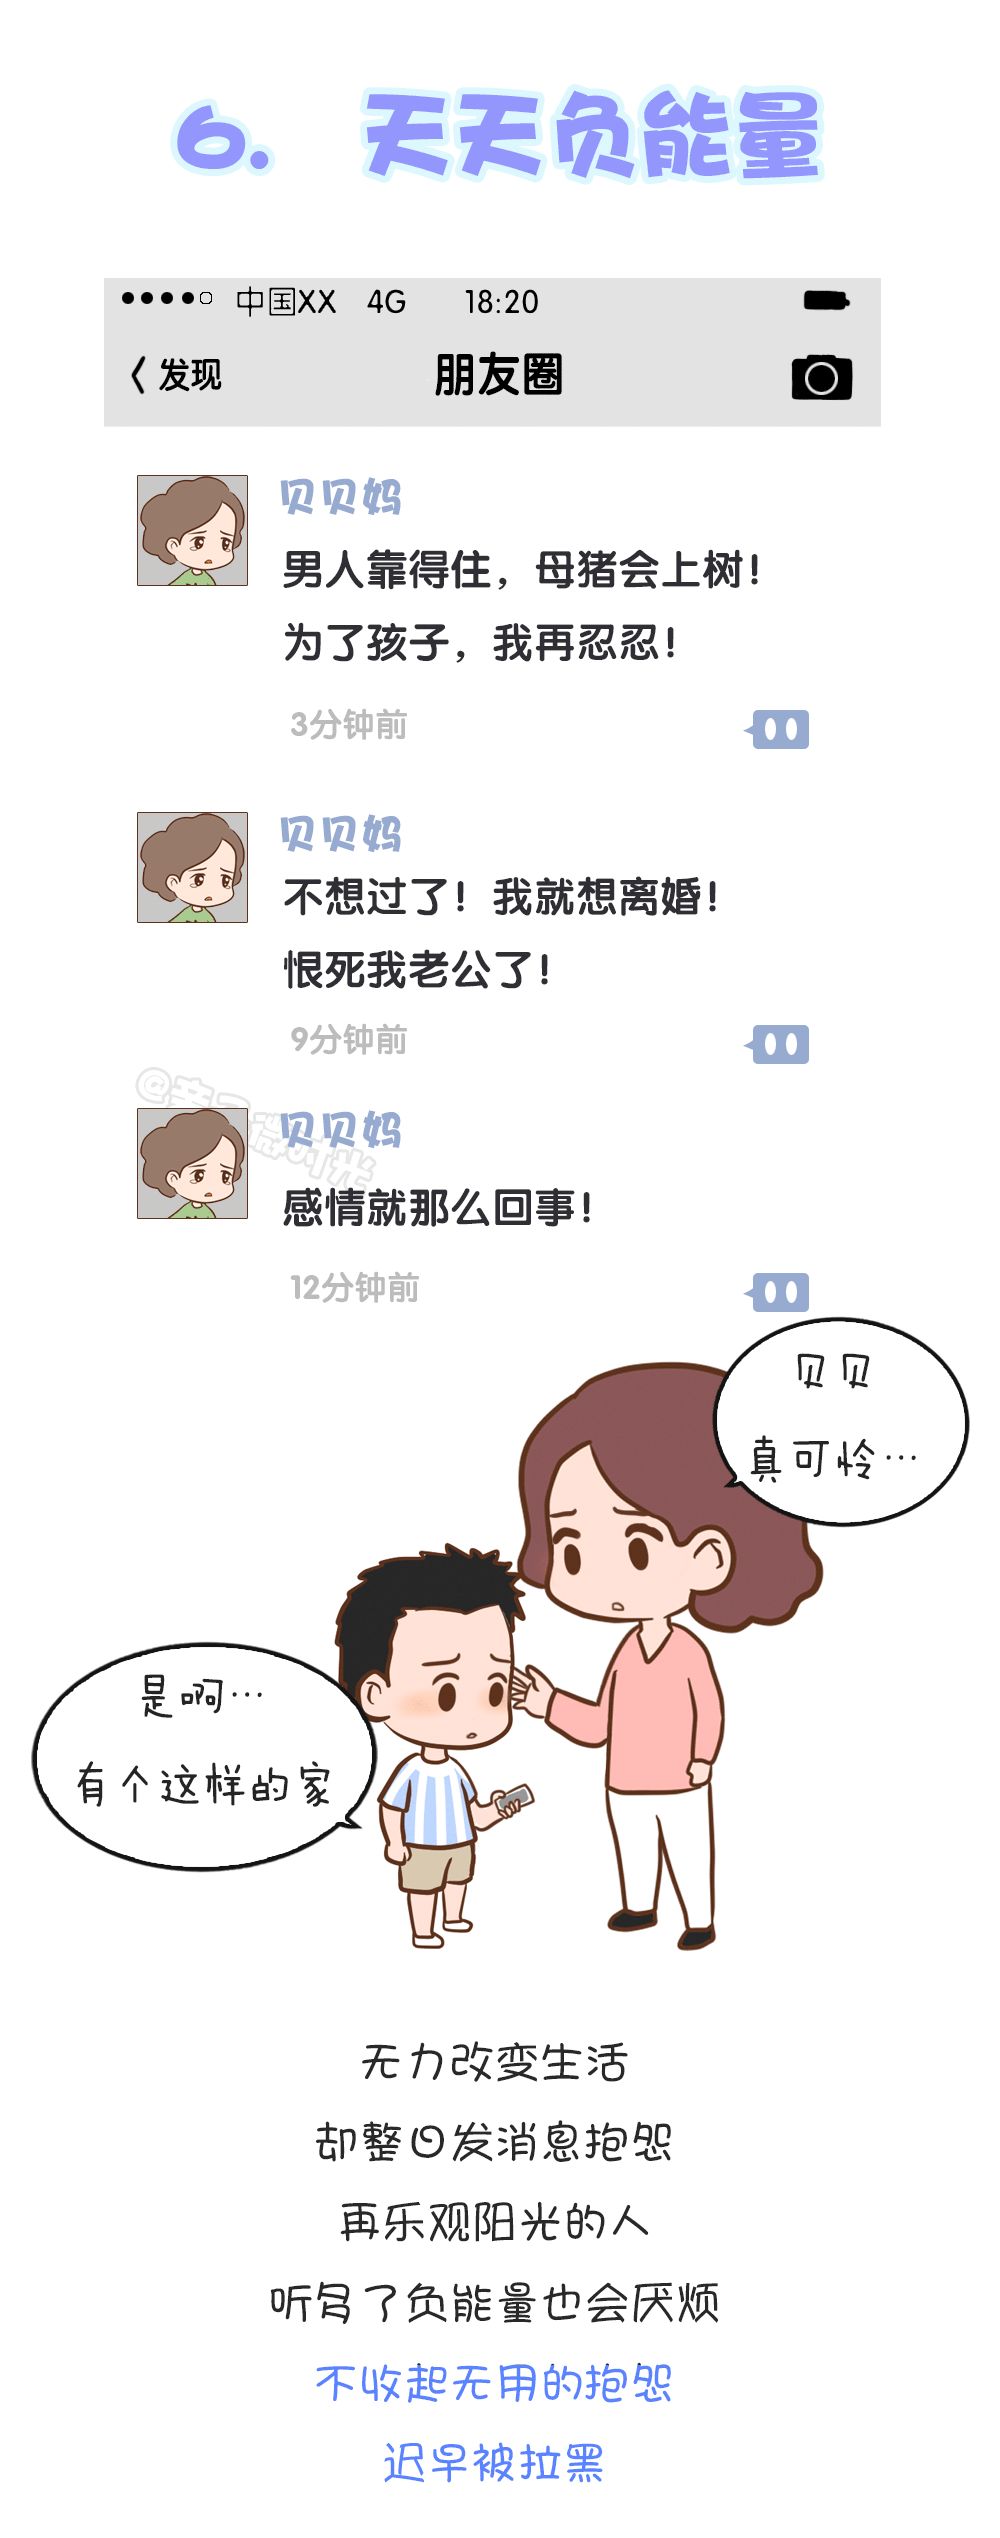 6. 天天负能量
中国XX 4G 18:20
发现 朋友圈
贝贝妈
男人靠得住，母猪会上树！
为了孩子，我再忍忍！
3分钟前
贝贝妈
不想过了！我就想离婚！
恨死我老公了！
9分钟前
@亲子微时光
贝贝妈
感情就那么回事！
12分钟前
贝贝
真可怜…
是啊…
有个这样的家
无力改变生活
却整日发消息抱怨
再乐观阳光的人
听多了负能量也会厌烦
不收起无用的抱怨
迟早被拉黑